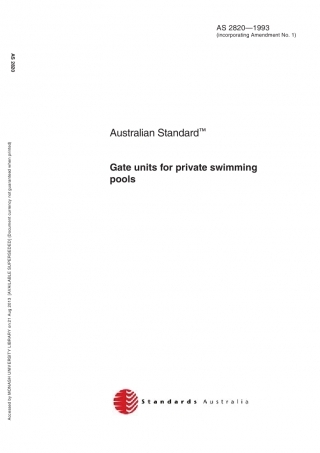 AS 2820—1993
(incorporating Amendment No. 1)
AS 2820
Australian Standard™
Gate units for private swimming
pools
Accessed by MONASH UNIVERSITY LIBRARY on 21 Aug 2013 [AVAILABLE SUPERSEDED] (Document currency not guaranteed when printed)
Standards Australia